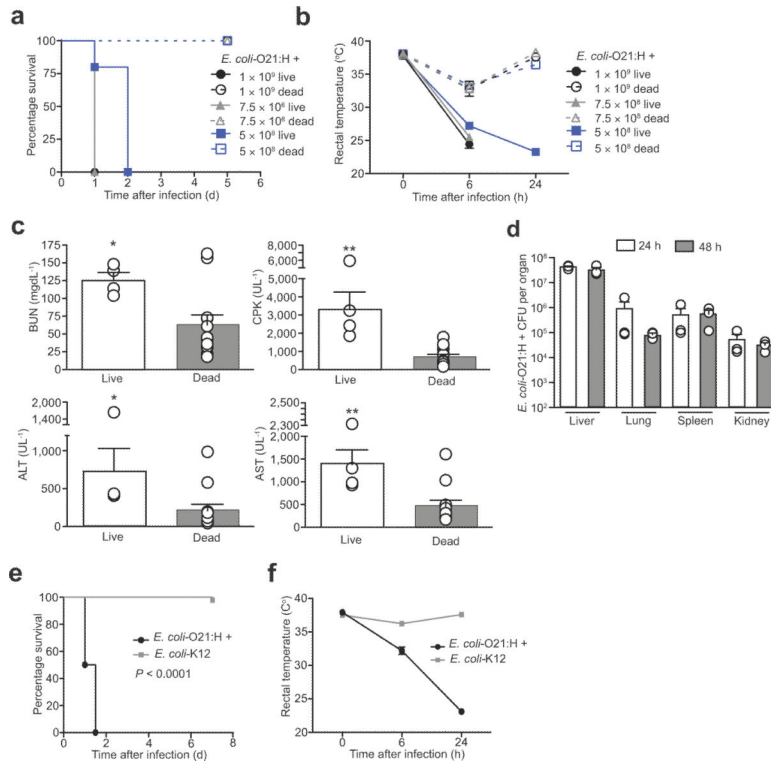 a
Percentage survival
100
50
0
0 1 2 3 4 5 6
Time after infection (d)
E. coli-O21:H +
1 × 10⁹ live
1 × 10⁹ dead
7.5 × 10⁸ live
7.5 × 10⁸ dead
5 × 10⁸ live
5 × 10⁸ dead
b
Rectal temperature (°C)
40
35
30
25
20
0 6 24
Time after infection (h)
E. coli-O21:H +
1 × 10⁹ live
1 × 10⁹ dead
7.5 × 10⁸ live
7.5 × 10⁸ dead
5 × 10⁸ live
5 × 10⁸ dead
c
BUN (mgdL⁻¹)
175
150
125
100
75
50
25
0
*
Live Dead
CPK (UL⁻¹)
8,000
6,000
4,000
3,000
2,000
1,000
0
**
Live Dead
ALT (UL⁻¹)
2,000
1,400
1,000
500
0
*
Live Dead
AST (UL⁻¹)
2,500
2,300
1,500
1,000
500
0
**
Live Dead
d
E. coli-O21:H + CFU per organ
10⁸
10⁷
10⁶
10⁵
10⁴
10³
10²
24 h
48 h
Liver Lung Spleen Kidney
e
Percentage survival
100
50
0
0 2 4 6 8
Time after infection (d)
E. coli-O21:H +
E. coli-K12
P < 0.0001
f
Rectal temperature (C°)
40
35
30
25
20
0 6 24
Time after infection (h)
E. coli-O21:H +
E. coli-K12